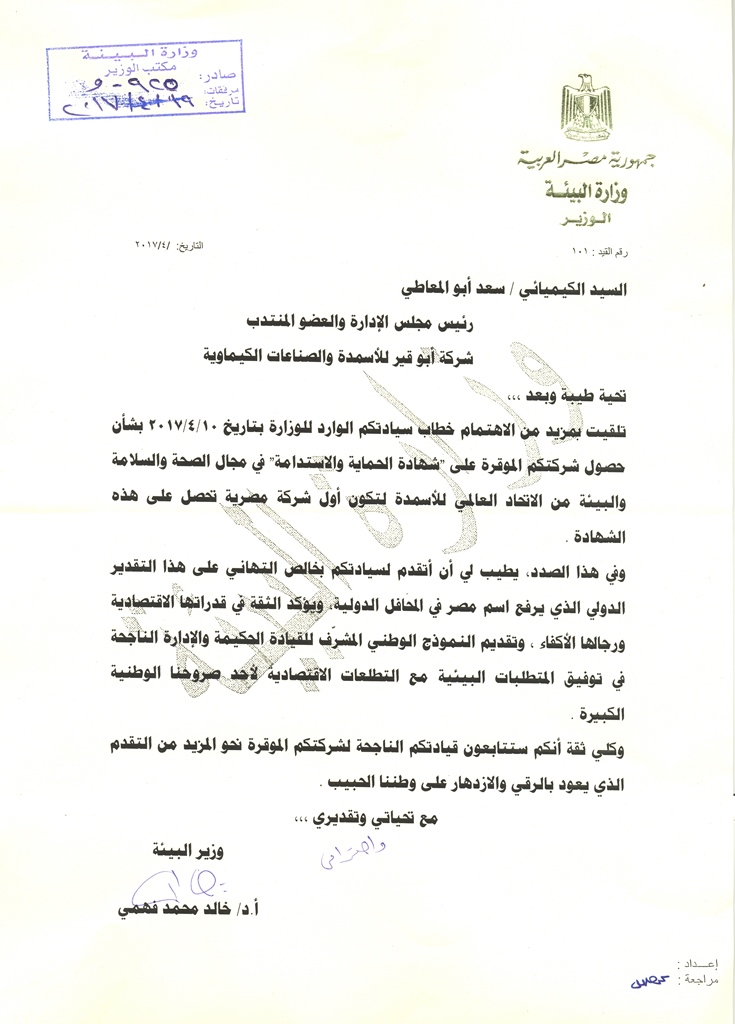 وزارة البيئة
مكتب الوزير
صادر: ٩٢٥ - و
مرفقات:
تاريخ: ٢٠١٧/٤/١٩
جمهورية مصر العربية
وزارة البيئة
الوزير
رقم القيد : ١٠١
التاريخ: /٢٠١٧/٤
السيد الكيميائي / سعد أبو المعاطي
رئيس مجلس الإدارة والعضو المنتدب
شركة أبو قير للأسمدة والصناعات الكيماوية
تحية طيبة وبعد ،،،
تلقيت بمزيد من الاهتمام خطاب سيادتكم الوارد للوزارة بتاريخ ٢٠١٧/٤/١٠ بشأن
حصول شركتكم الموقرة على "شهادة الحماية والاستدامة" في مجال الصحة والسلامة
والبيئة من الاتحاد العالمي للأسمدة لتكون أول شركة مصرية تحصل على هذه
الشهادة .
وفي هذا الصدد، يطيب لي أن أتقدم لسيادتكم بخالص التهاني على هذا التقدير
الدولي الذي يرفع اسم مصر في المحافل الدولية، ويؤكد الثقة في قدراتها الاقتصادية
ورجالها الأكفاء ، وتقديم النموذج الوطني المشرّف للقيادة الحكيمة والإدارة الناجحة
في توفيق المتطلبات البيئية مع التطلعات الاقتصادية لأحد صروحنا الوطنية
الكبيرة .
وكلي ثقة أنكم ستتابعون قيادتكم الناجحة لشركتكم الموقرة نحو المزيد من التقدم
الذي يعود بالرقي والازدهار على وطننا الحبيب .
مع تحياتي وتقديري ،،،
واحترامي
وزير البيئة
أ.د/ خالد محمد فهمي
إعداد :
مراجعة :
وزارة البيئة